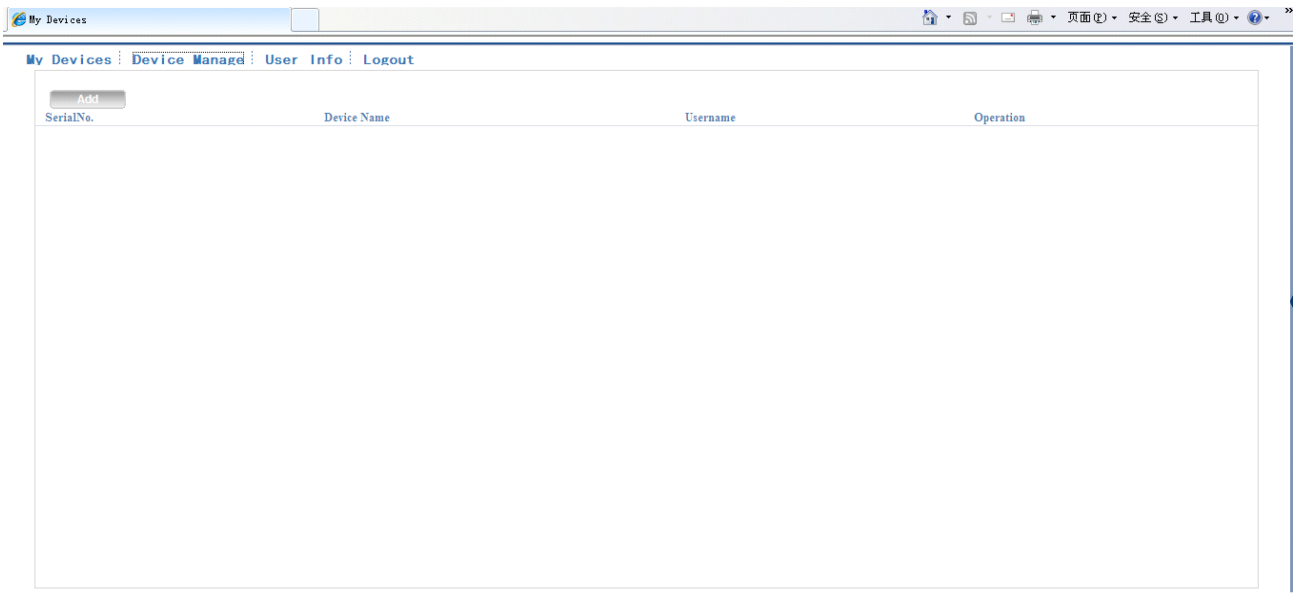 My Devices
页面(P) 安全(S) 工具(O) »
My Devices Device Manage User Info Logout
Add
SerialNo. Device Name Username Operation